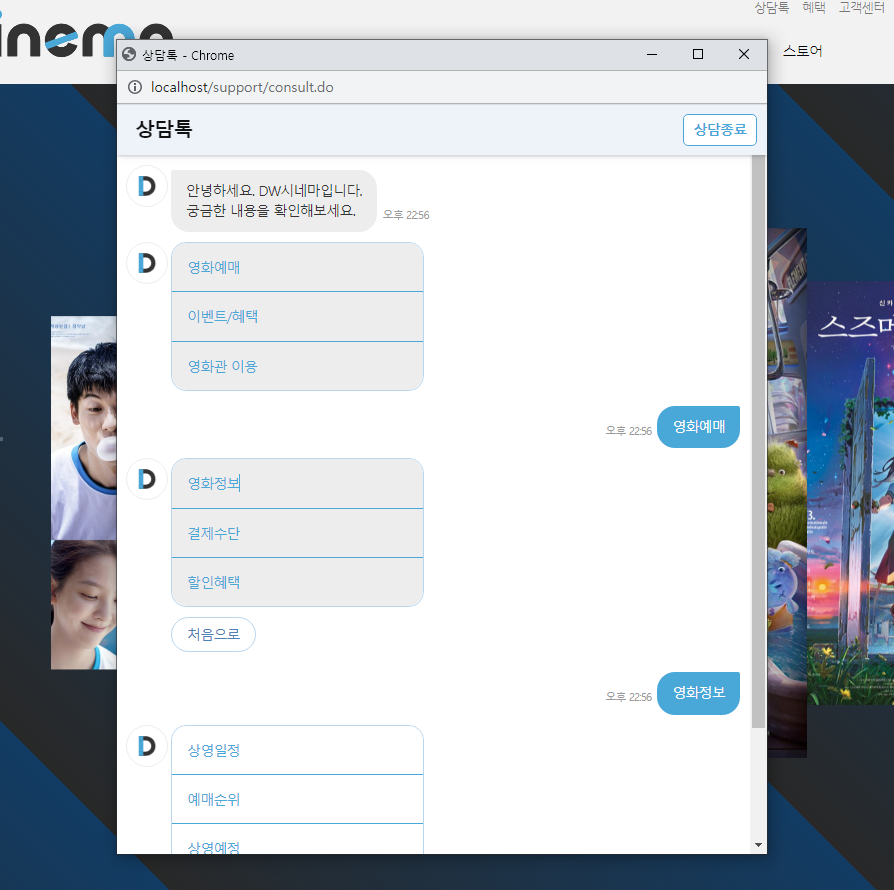 상담톡 혜택 고객센터
inema
스토어
상담톡 - Chrome
localhost/support/consult.do
상담톡
상담종료
안녕하세요. DW시네마입니다.
궁금한 내용을 확인해보세요.
오후 22:56
영화예매
이벤트/혜택
영화관 이용
오후 22:56
영화예매
영화정보
결제수단
할인혜택
처음으로
오후 22:56
영화정보
상영일정
예매순위
상영예정
스즈메